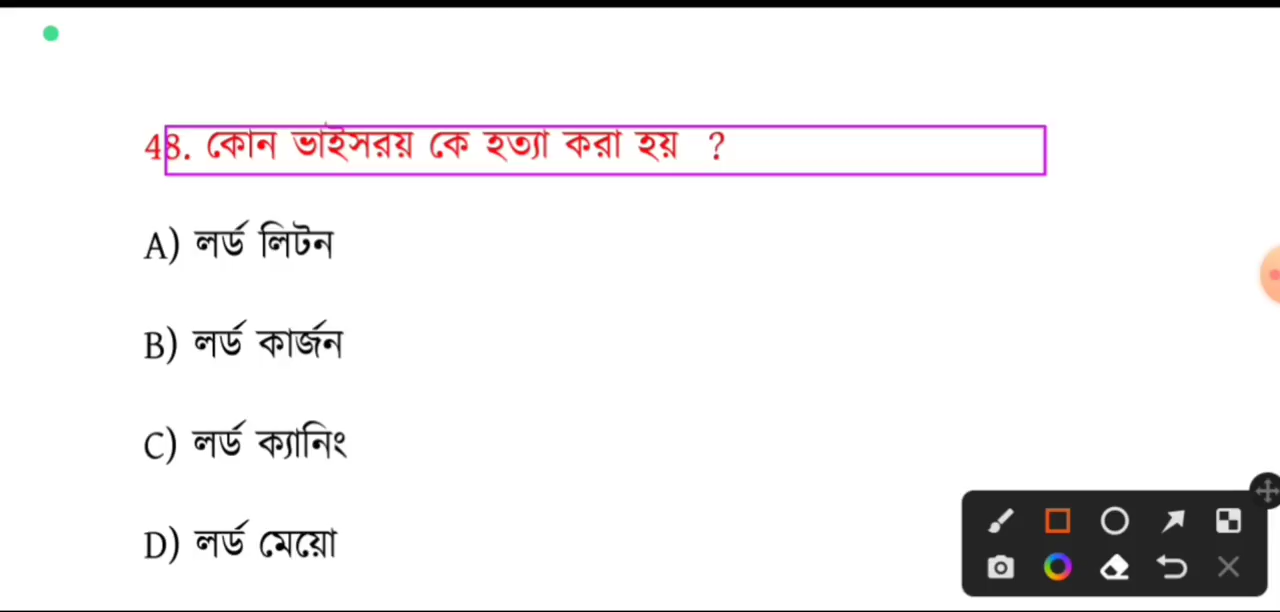 48. কোন ভাইসরয় কে হত্যা করা হয় ?
A) লর্ড লিটন
B) লর্ড কার্জন
C) লর্ড ক্যানিং
D) লর্ড মেয়ো